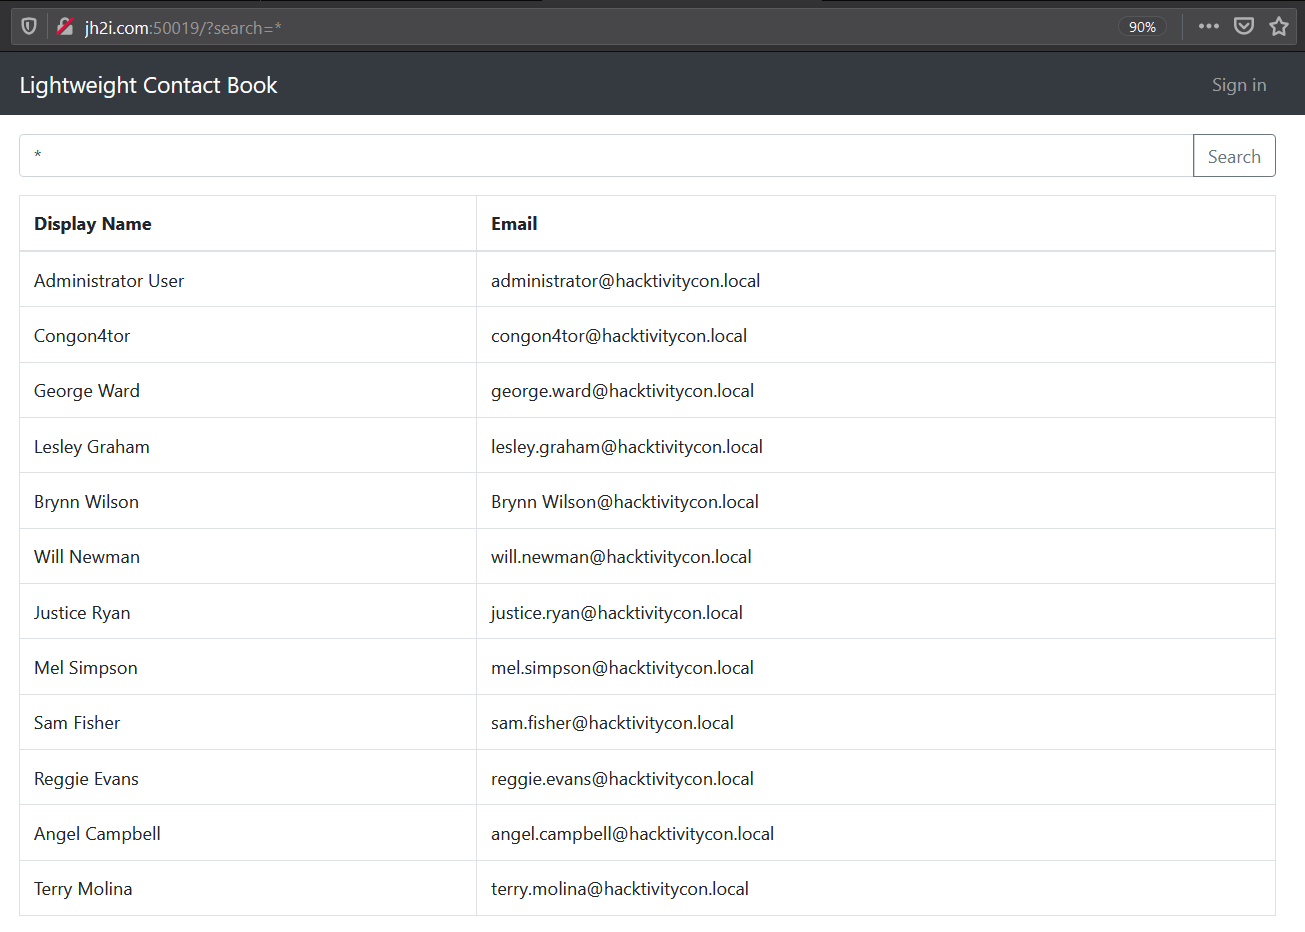 jh2i.com:50019/?search=*
90%
Lightweight Contact Book
Sign in
*
Search
Display Name Email
Administrator User administrator@hacktivitycon.local
Congon4tor congon4tor@hacktivitycon.local
George Ward george.ward@hacktivitycon.local
Lesley Graham lesley.graham@hacktivitycon.local
Brynn Wilson Brynn Wilson@hacktivitycon.local
Will Newman will.newman@hacktivitycon.local
Justice Ryan justice.ryan@hacktivitycon.local
Mel Simpson mel.simpson@hacktivitycon.local
Sam Fisher sam.fisher@hacktivitycon.local
Reggie Evans reggie.evans@hacktivitycon.local
Angel Campbell angel.campbell@hacktivitycon.local
Terry Molina terry.molina@hacktivitycon.local